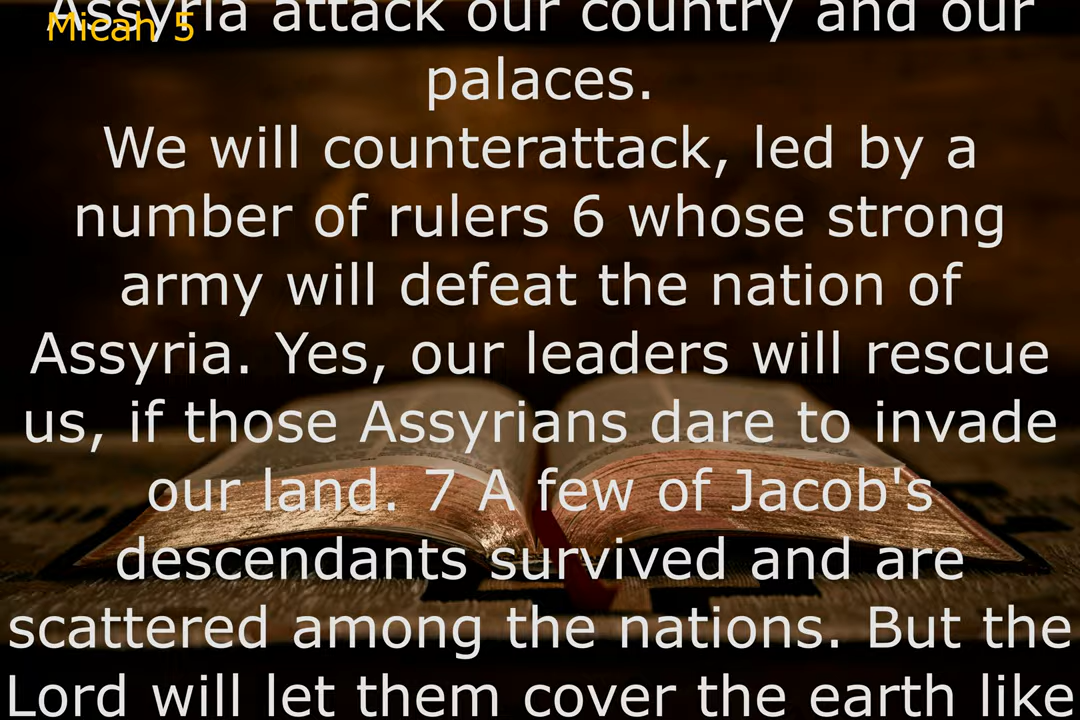 Assyria attack our country and our
Micah 5
palaces.
We will counterattack, led by a
number of rulers 6 whose strong
army will defeat the nation of
Assyria. Yes, our leaders will rescue
us, if those Assyrians dare to invade
our land. 7 A few of Jacob's
descendants survived and are
scattered among the nations. But the
Lord will let them cover the earth like